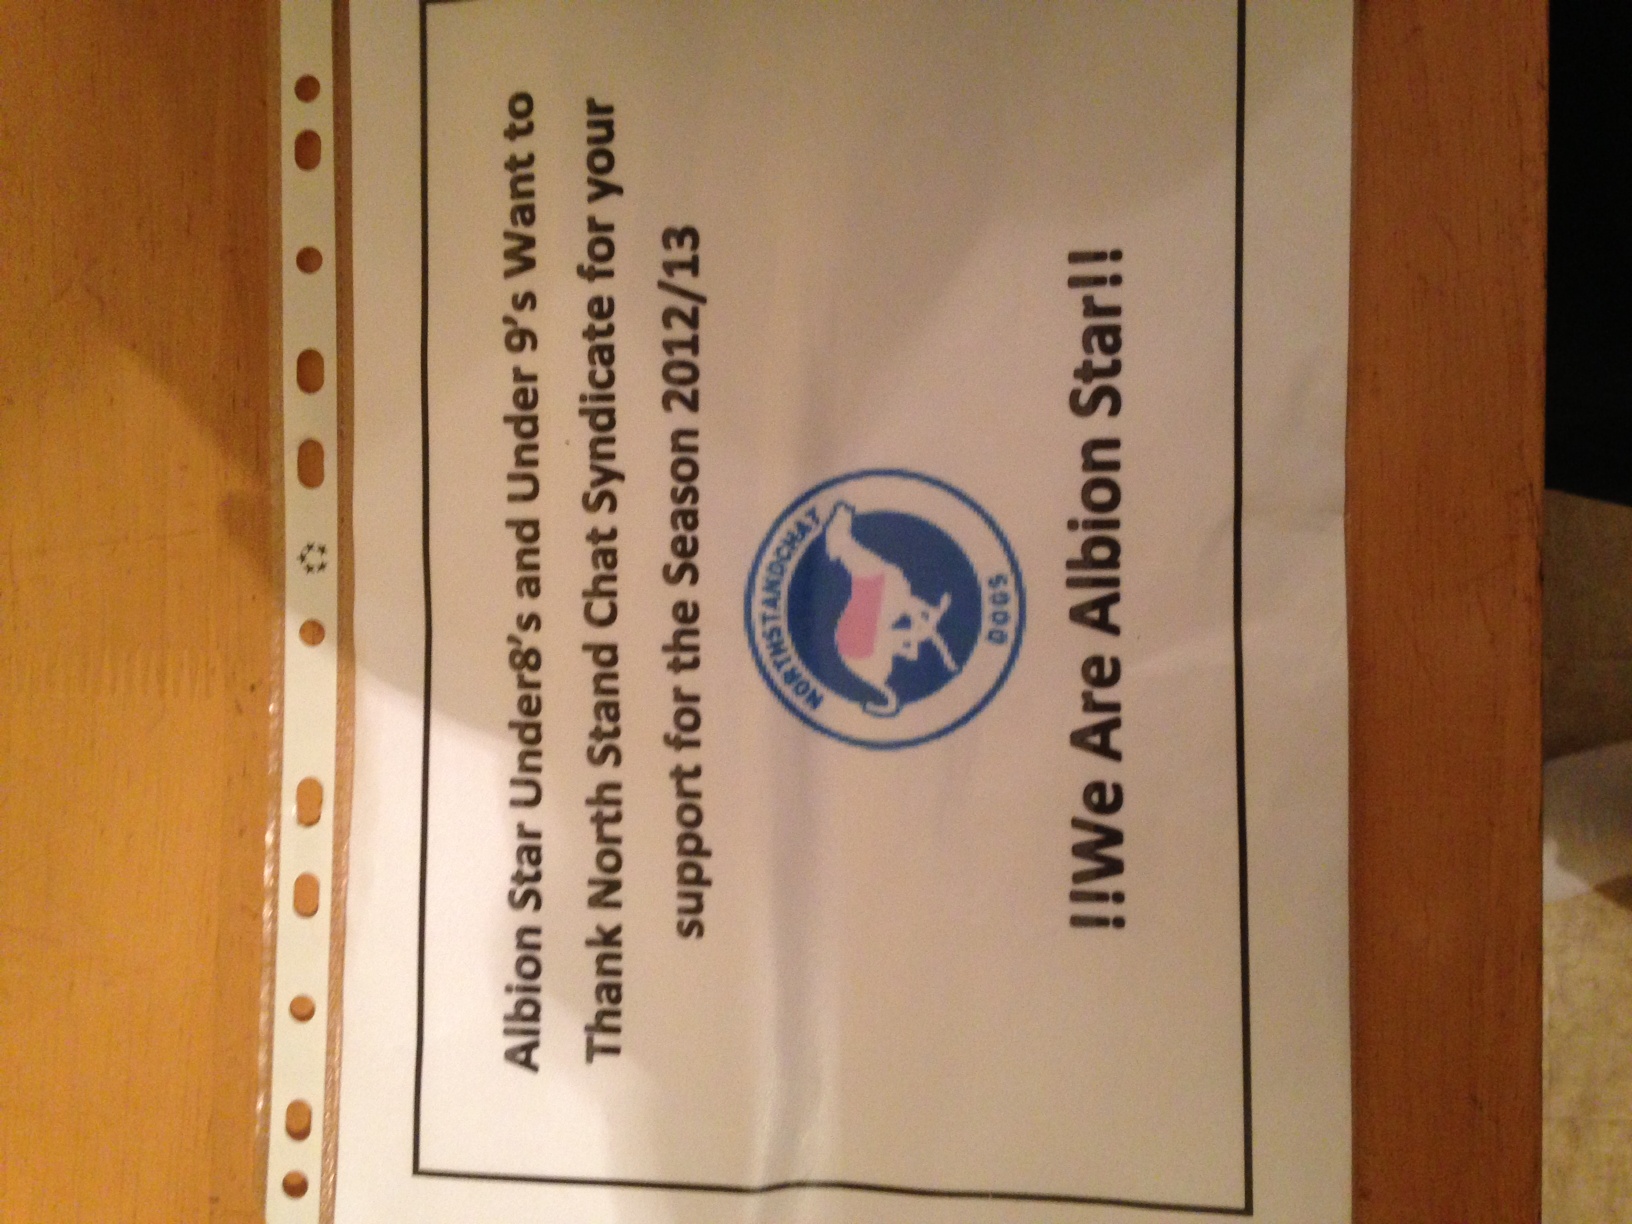 Albion Star Under8's and Under 9's Want to
Thank North Stand Chat Syndicate for your
support for the Season 2012/13
NORTHSTANDCHAT
DOGS
!!!We Are Albion Star!!!